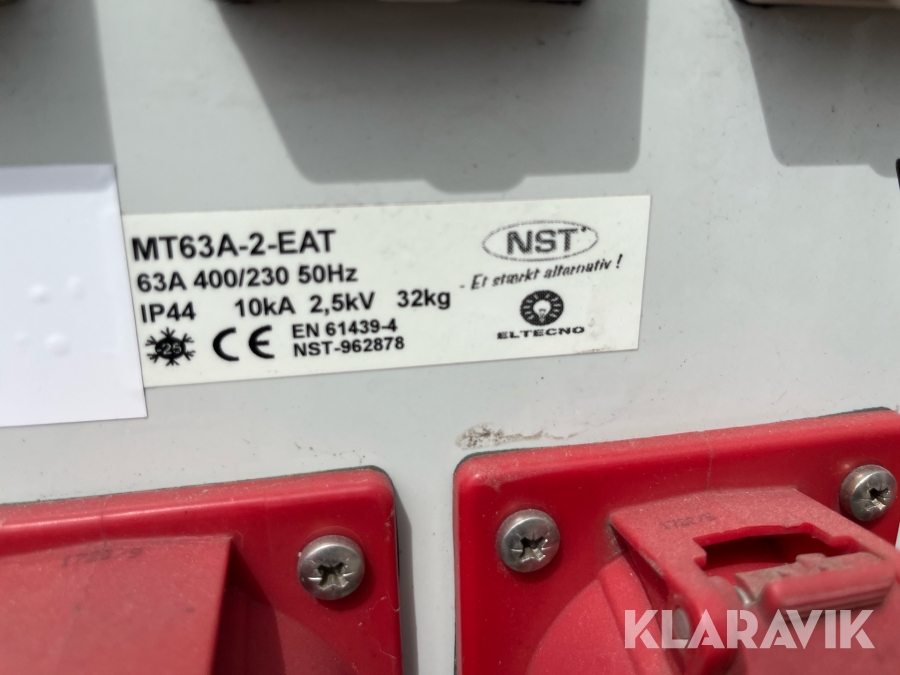 MT63A-2-EAT
63A 400/230 50Hz
IP44 10kA 2,5kV 32kg
25 CE EN 61439-4
NST-962878
NST
- Et stærkt alternativ !
ELTECNO
KLARAVIK